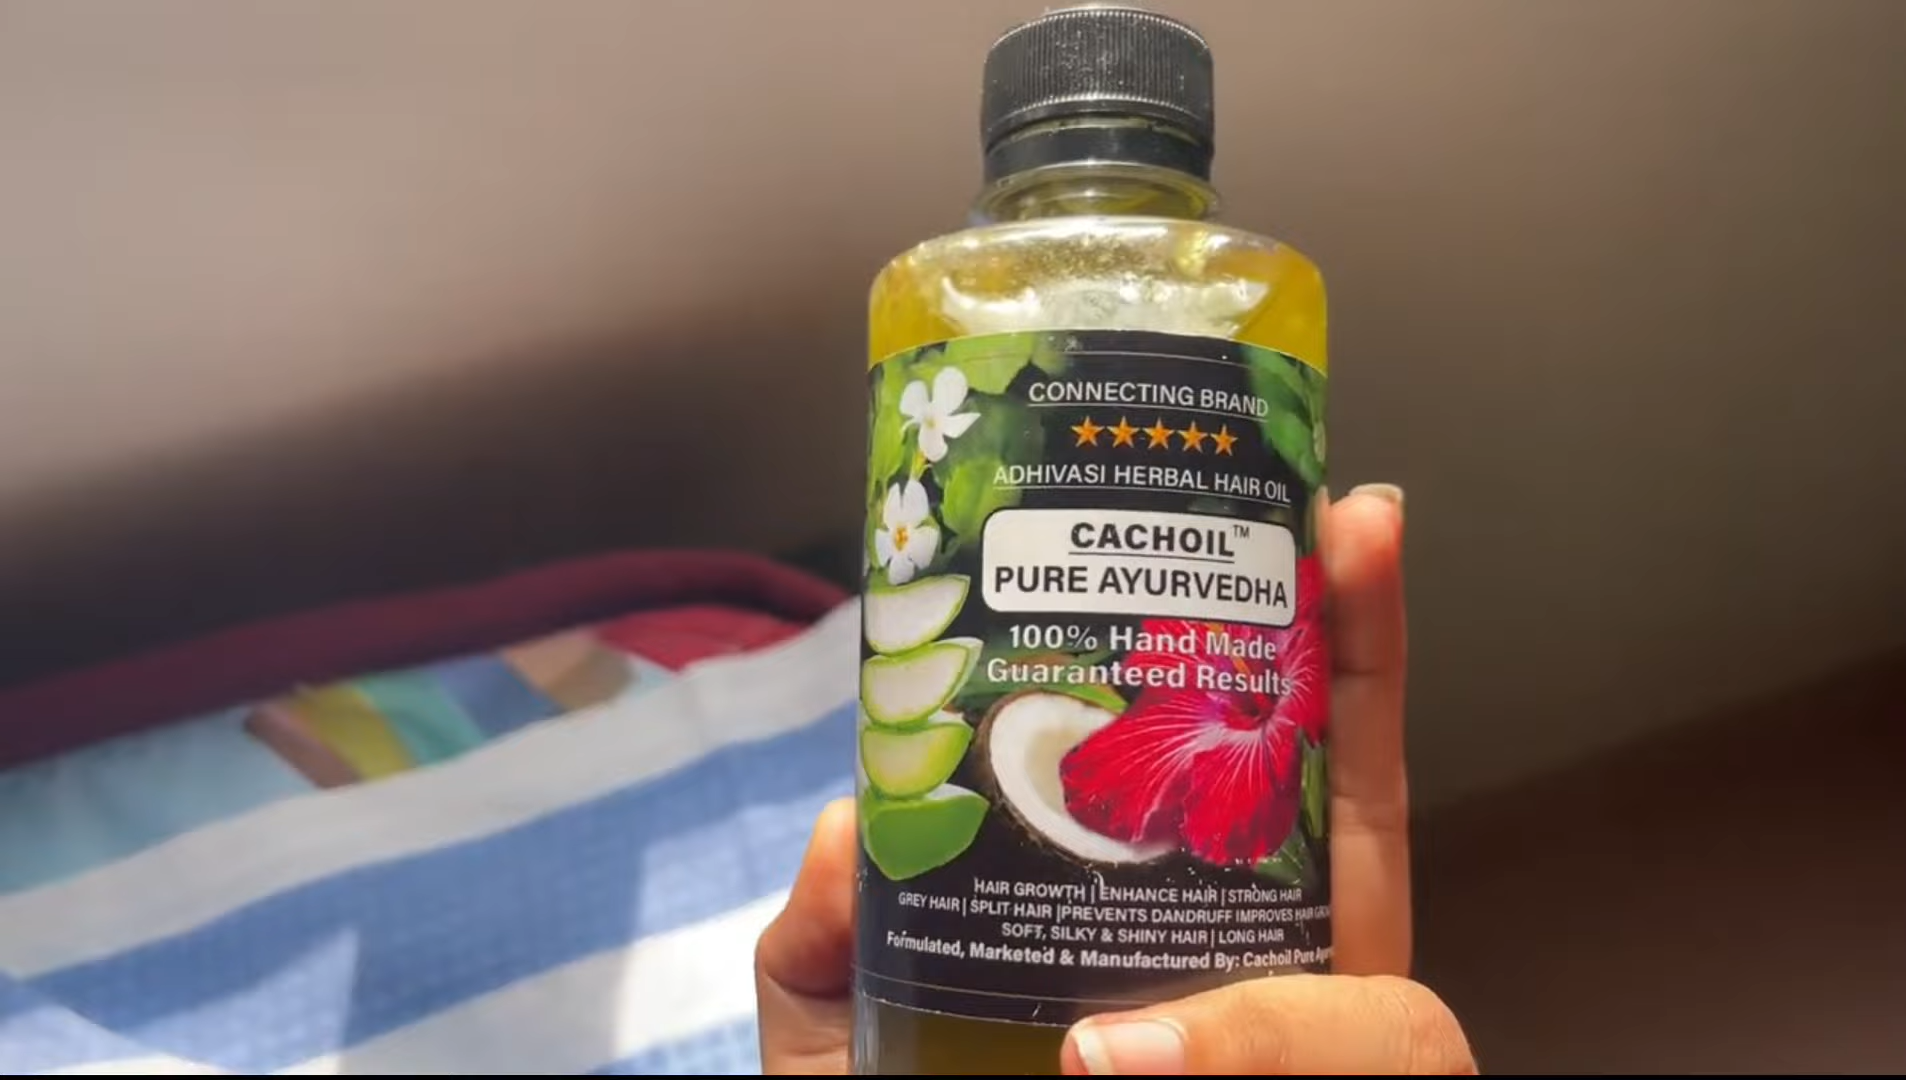 CONNECTING BRAND
ADHIVASI HERBAL HAIR OIL
CACHOIL™
PURE AYURVEDHA
100% Hand Made
Guaranteed Results
HAIR GROWTH | ENHANCE HAIR | STRONG HAIR
GREY HAIR | SPLIT HAIR | PREVENTS DANDRUFF IMPROVES HAIR
SOFT, SILKY & SHINY HAIR | LONG HAIR
Formulated, Marketed & Manufactured By: Cachoil Pure